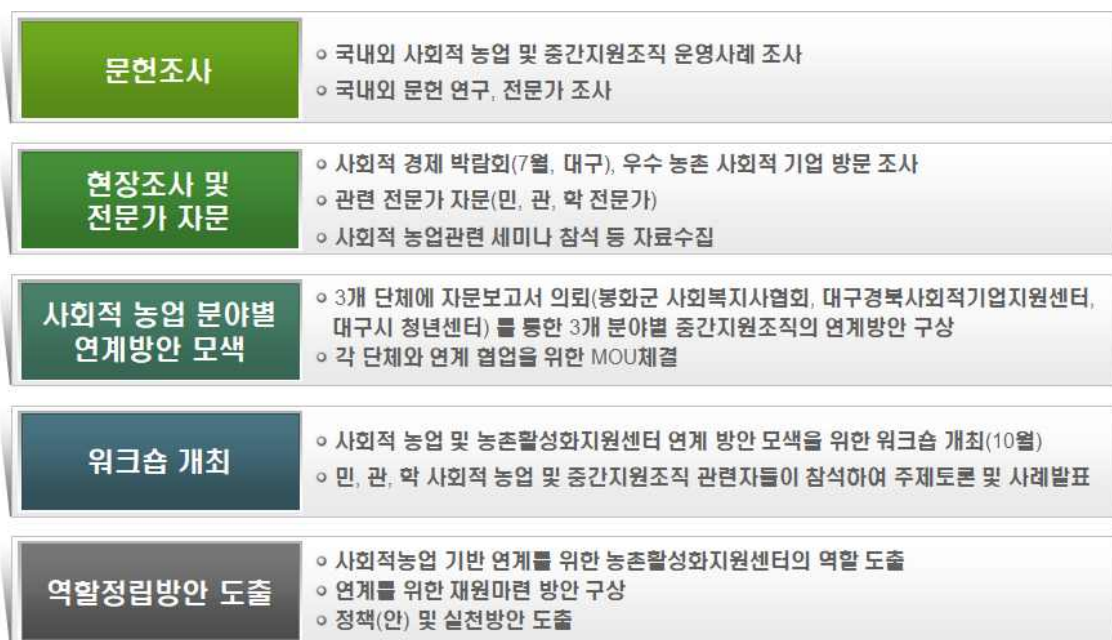 문헌조사
∘ 국내외 사회적 농업 및 중간지원조직 운영사례 조사
∘ 국내외 문헌 연구, 전문가 조사
현장조사 및
전문가 자문
∘ 사회적 경제 박람회(7월, 대구), 우수 농촌 사회적 기업 방문 조사
∘ 관련 전문가 자문(민, 관, 학 전문가)
∘ 사회적 농업관련 세미나 참석 등 자료수집
사회적 농업 분야별
연계방안 모색
∘ 3개 단체에 자문보고서 의뢰(봉화군 사회복지사협회, 대구경북사회적기업지원센터,
대구시 청년센터) 를 통한 3개 분야별 중간지원조직의 연계방안 구상
∘ 각 단체와 연계 협업을 위한 MOU체결
워크숍 개최
∘ 사회적 농업 및 농촌활성화지원센터 연계 방안 모색을 위한 워크숍 개최(10월)
∘ 민, 관, 학 사회적 농업 및 중간지원조직 관련자들이 참석하여 주제토론 및 사례발표
역할정립방안 도출
∘ 사회적농업 기반 연계를 위한 농촌활성화지원센터의 역할 도출
∘ 연계를 위한 재원마련 방안 구상
∘ 정책(안) 및 실천방안 도출